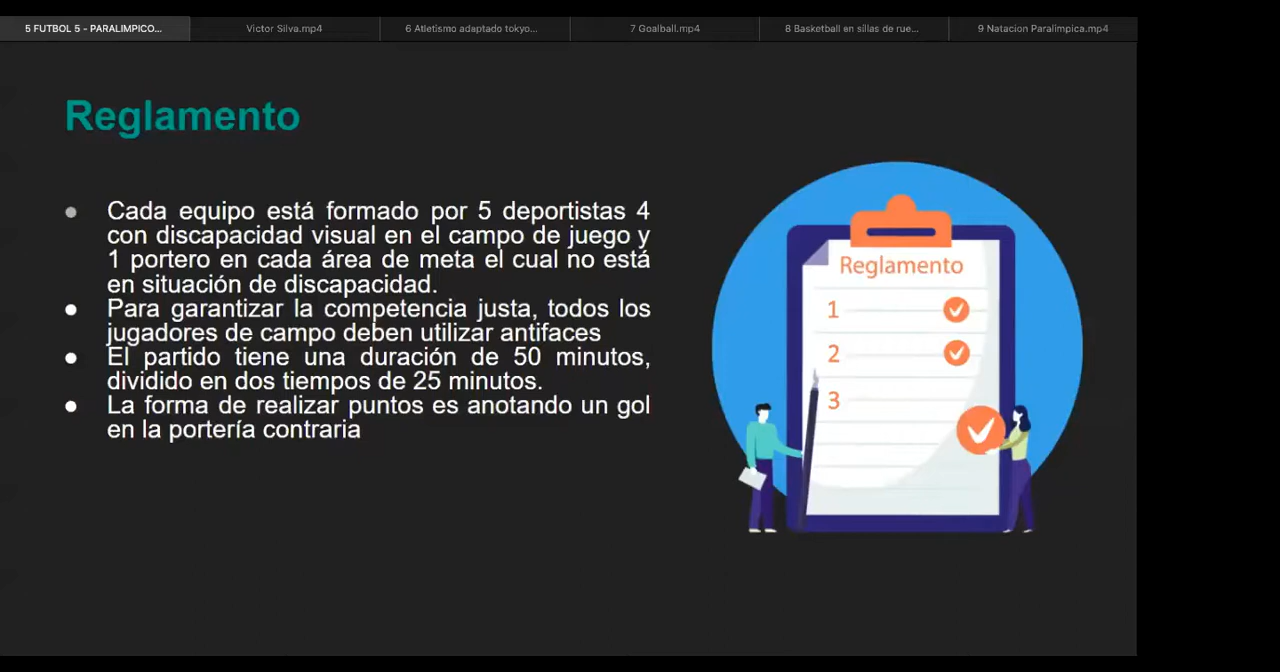 5 FUTBOL 5 - PARALIMPICO...
Victor Silva.mp4
6 Atletismo adaptado tokyo...
7 Goalball.mp4
8 Basketball en sillas de rue...
9 Natacion Paralimpica.mp4
Reglamento
Cada equipo está formado por 5 deportistas 4
con discapacidad visual en el campo de juego y
1 portero en cada área de meta el cual no está
en situación de discapacidad.
Para garantizar la competencia justa, todos los
jugadores de campo deben utilizar antifaces
El partido tiene una duración de 50 minutos,
dividido en dos tiempos de 25 minutos.
La forma de realizar puntos es anotando un gol
en la portería contraria
Reglamento
1
2
3